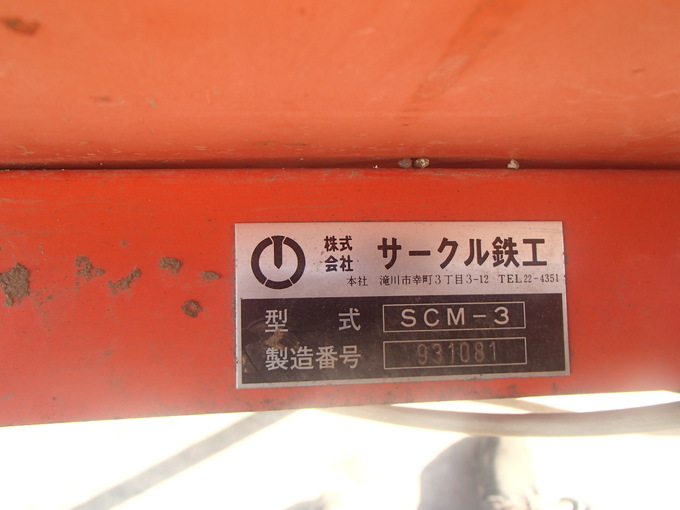 株式会社 サークル鉄工
本社 滝川市幸町3丁目3-12 TEL22-4351
型式 SCM-3
製造番号 931081